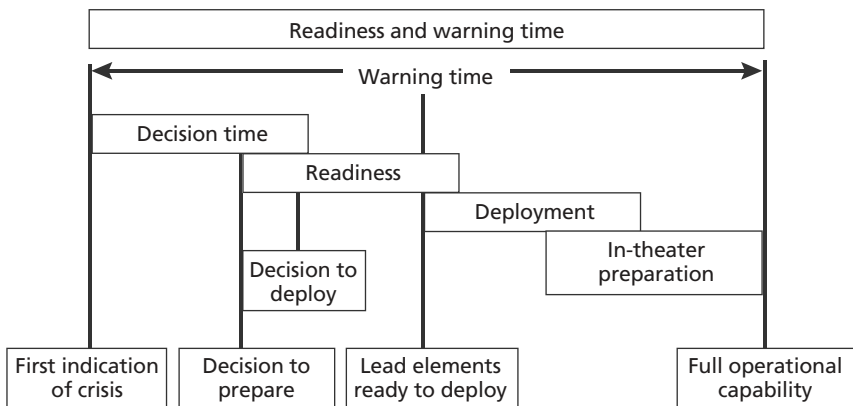 Readiness and warning time
Warning time
Decision time
Readiness
Deployment
In-theater
preparation
Decision to
deploy
First indication
of crisis
Decision to
prepare
Lead elements
ready to deploy
Full operational
capability